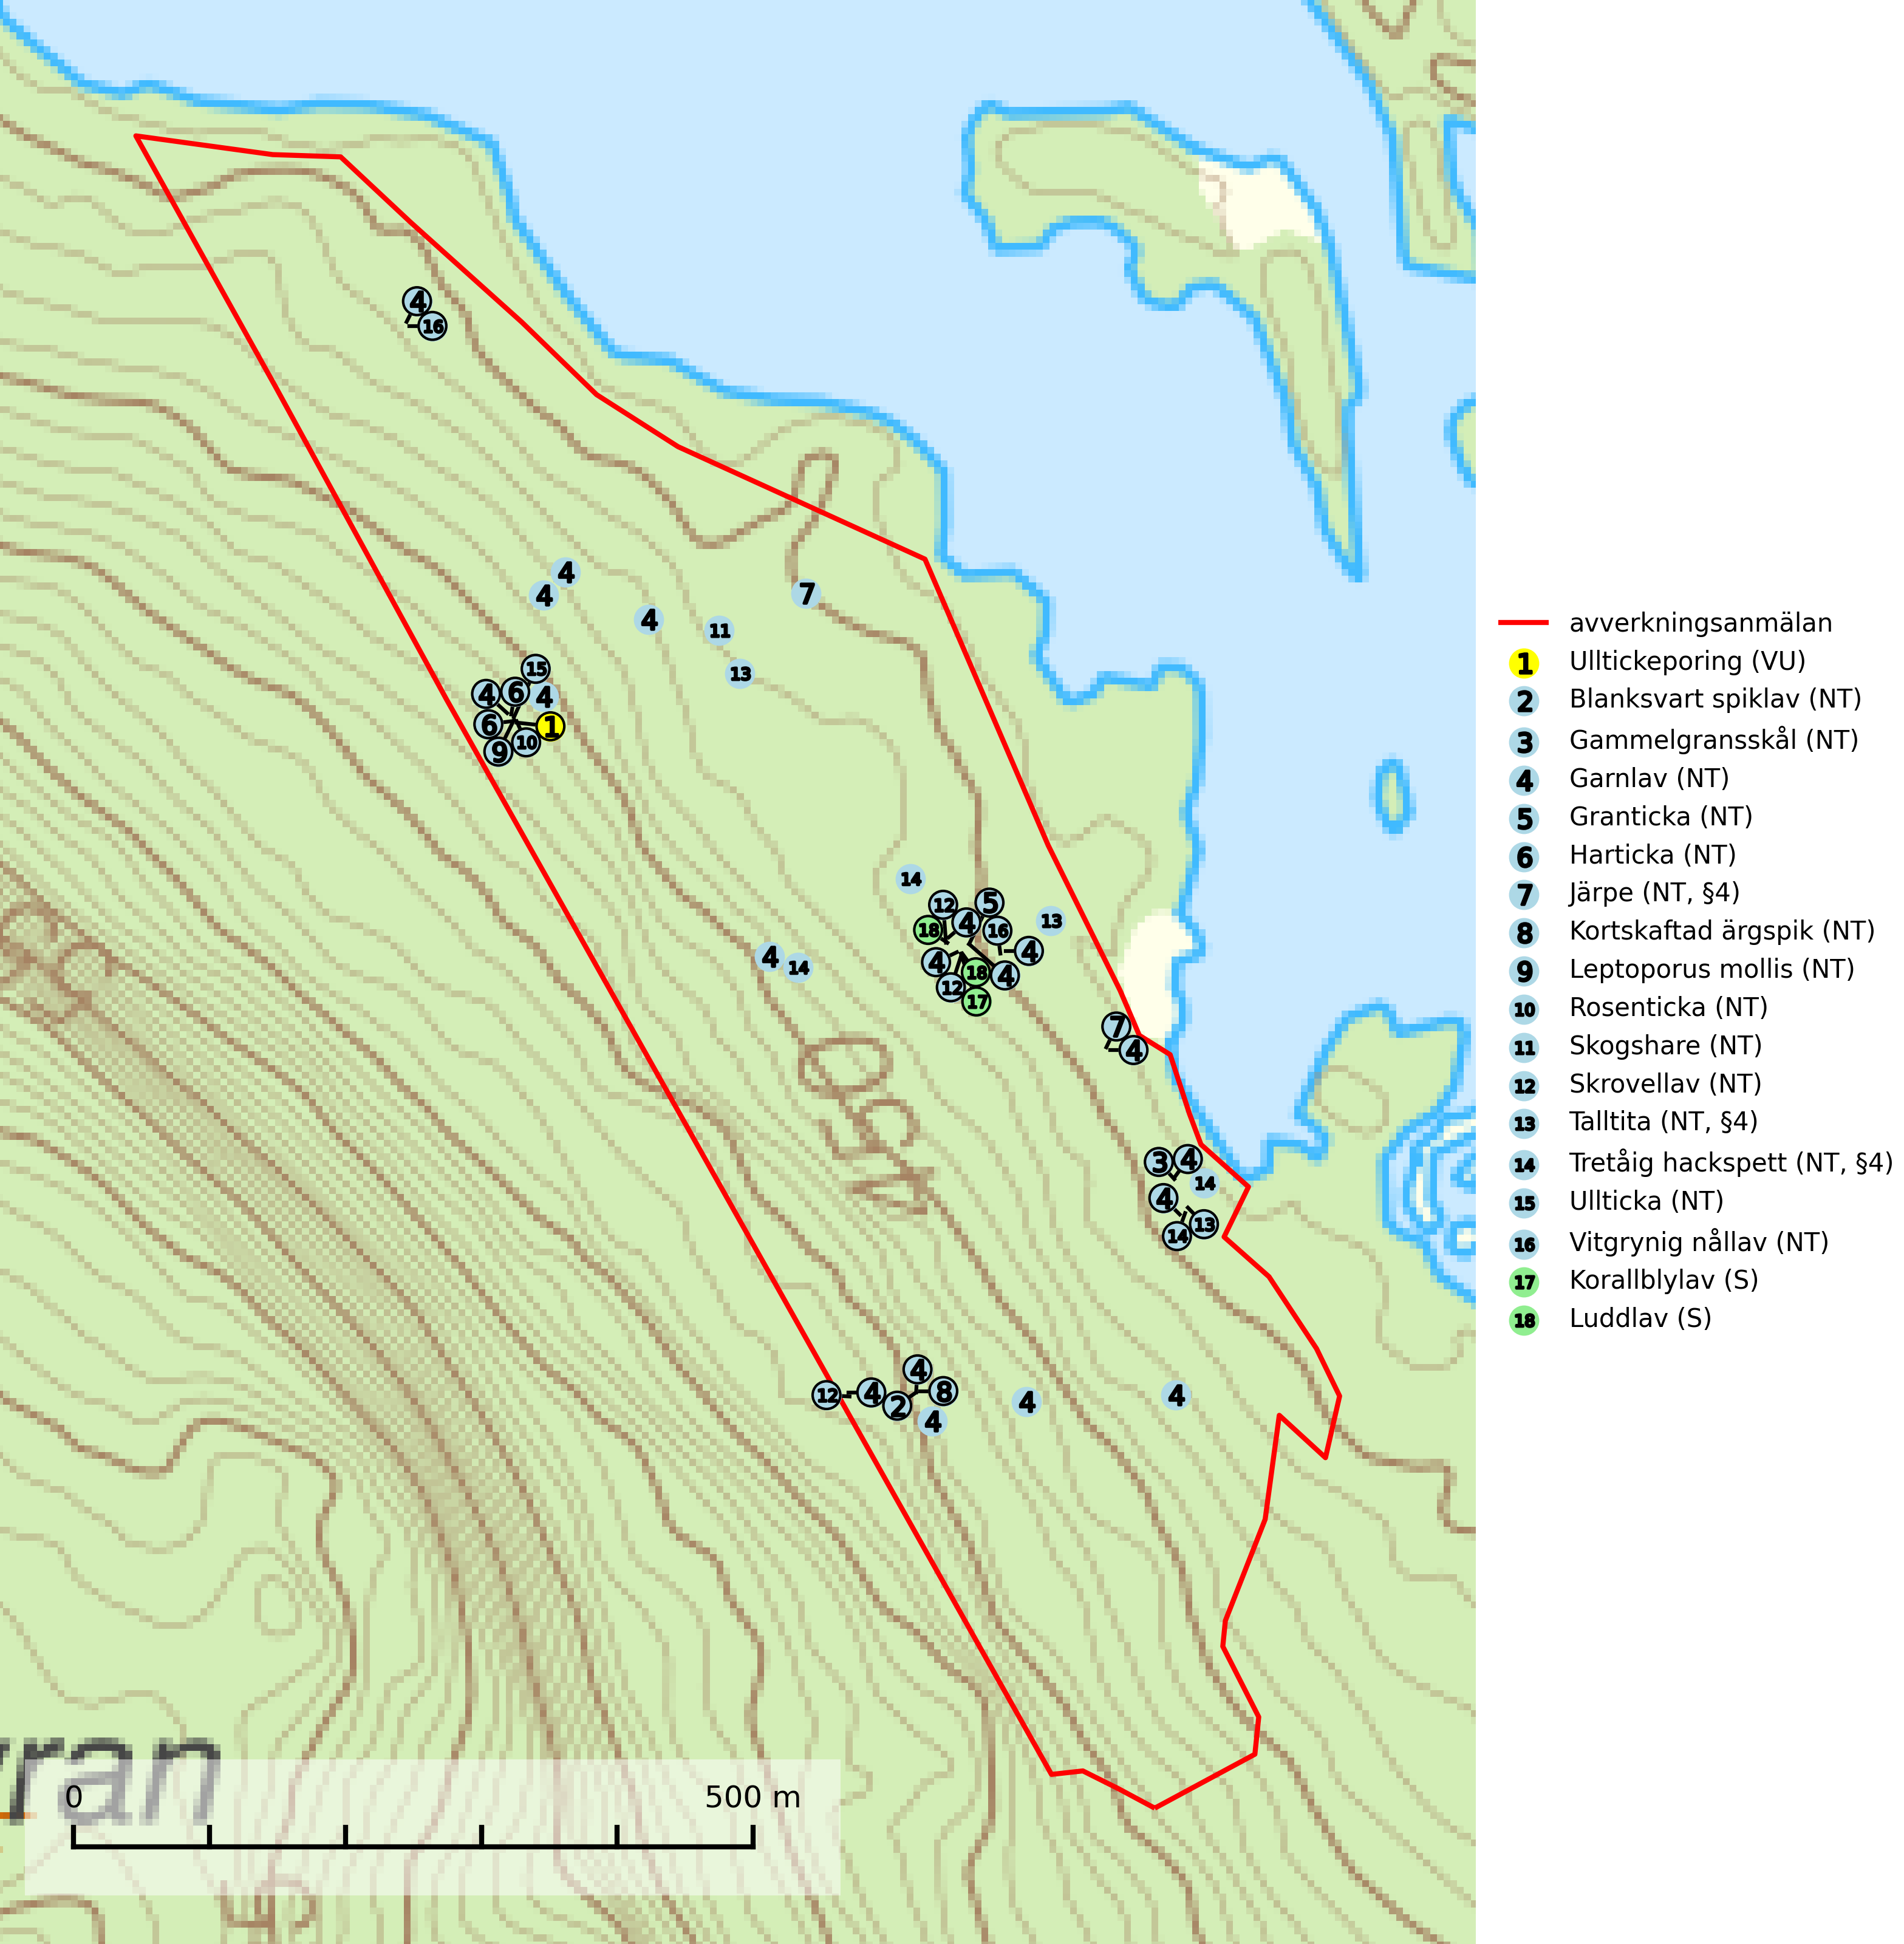 4
16
4
4
7
4
11
13
15
4
6
4
6
1
10
9
14
12
5
18
4
16
13
4
4
14
4
18
4
12
17
7
4
450
3
4
14
4
13
14
4
12
4
2
8
4
4
4
yran
0
500 m
avverkningsanmälan
1 Ulltickeporing (VU)
2 Blanksvart spiklav (NT)
3 Gammelgransskål (NT)
4 Garnlav (NT)
5 Granticka (NT)
6 Harticka (NT)
7 Järpe (NT, §4)
8 Kortskaftad ärgspik (NT)
9 Leptoporus mollis (NT)
10 Rosenticka (NT)
11 Skogshare (NT)
12 Skrovellav (NT)
13 Talltita (NT, §4)
14 Tretåig hackspett (NT, §4)
15 Ullticka (NT)
16 Vitgrynig nållav (NT)
17 Korallblylav (S)
18 Luddlav (S)